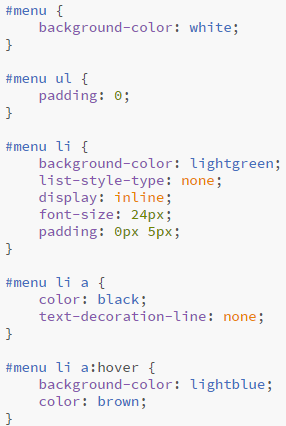 #menu {
    background-color: white;
}

#menu ul {
    padding: 0;
}

#menu li {
    background-color: lightgreen;
    list-style-type: none;
    display: inline;
    font-size: 24px;
    padding: 0px 5px;
}

#menu li a {
    color: black;
    text-decoration-line: none;
}

#menu li a:hover {
    background-color: lightblue;
    color: brown;
}